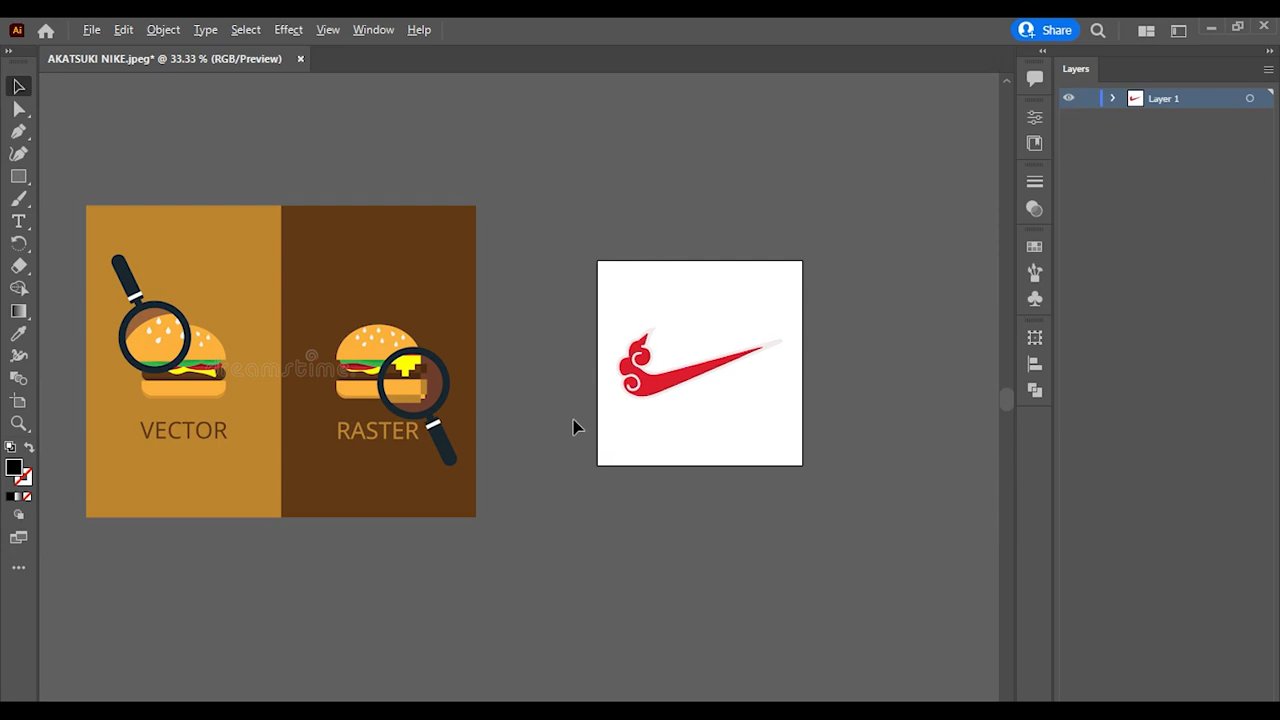 Ai File Edit Object Type Select Effect View Window Help Share
AKATSUKI NIKE.jpeg* @ 33.33 % (RGB/Preview) ×
Layers
Layer 1
dreamstime
VECTOR RASTER